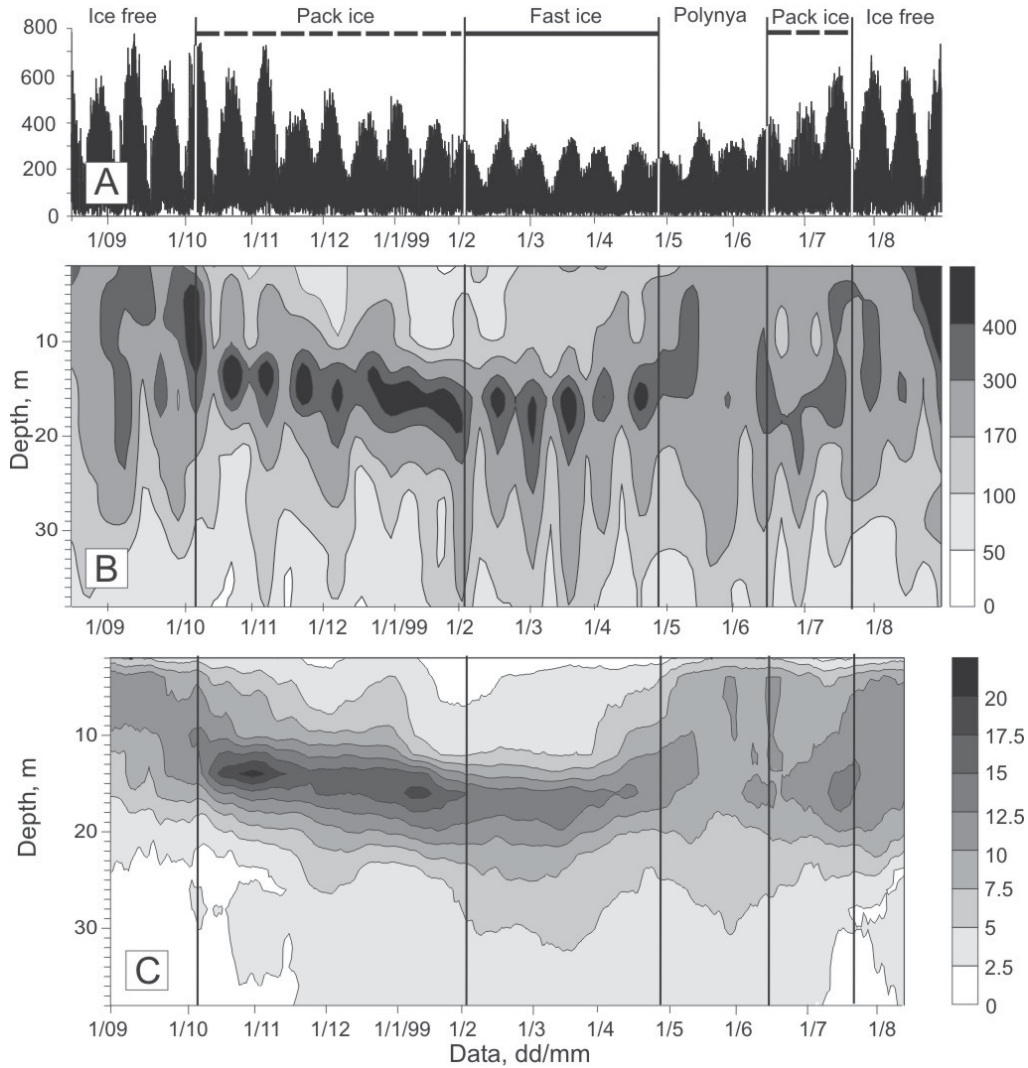 Ice free Pack ice Fast ice Polynya Pack ice Ice free
800
600
400
200
0
A
1/09 1/10 1/11 1/12 1/1/99 1/2 1/3 1/4 1/5 1/6 1/7 1/8
Depth, m
10
20
30
B
400
300
170
100
50
0
1/09 1/10 1/11 1/12 1/1/99 1/2 1/3 1/4 1/5 1/6 1/7 1/8
Depth, m
10
20
30
C
20
17.5
15
12.5
10
7.5
5
2.5
0
1/09 1/10 1/11 1/12 1/1/99 1/2 1/3 1/4 1/5 1/6 1/7 1/8
Data, dd/mm